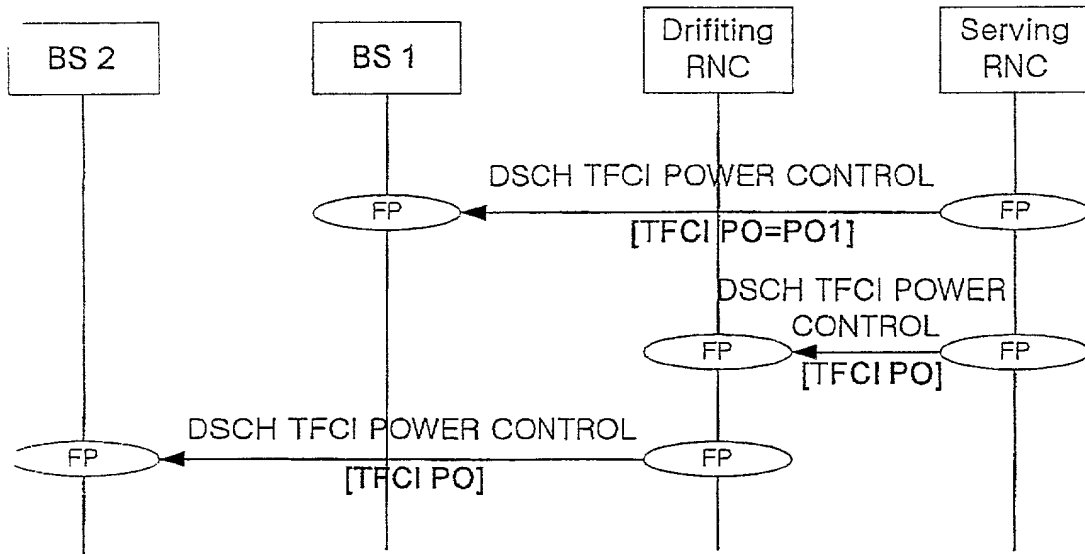 BS 2
BS 1
Drifiting
RNC
Serving
RNC
DSCH TFCI POWER CONTROL
FP
FP
[TFCI PO=PO1]
DSCH TFCI POWER
CONTROL
FP
FP
[TFCI PO]
DSCH TFCI POWER CONTROL
FP
FP
[TFCI PO]